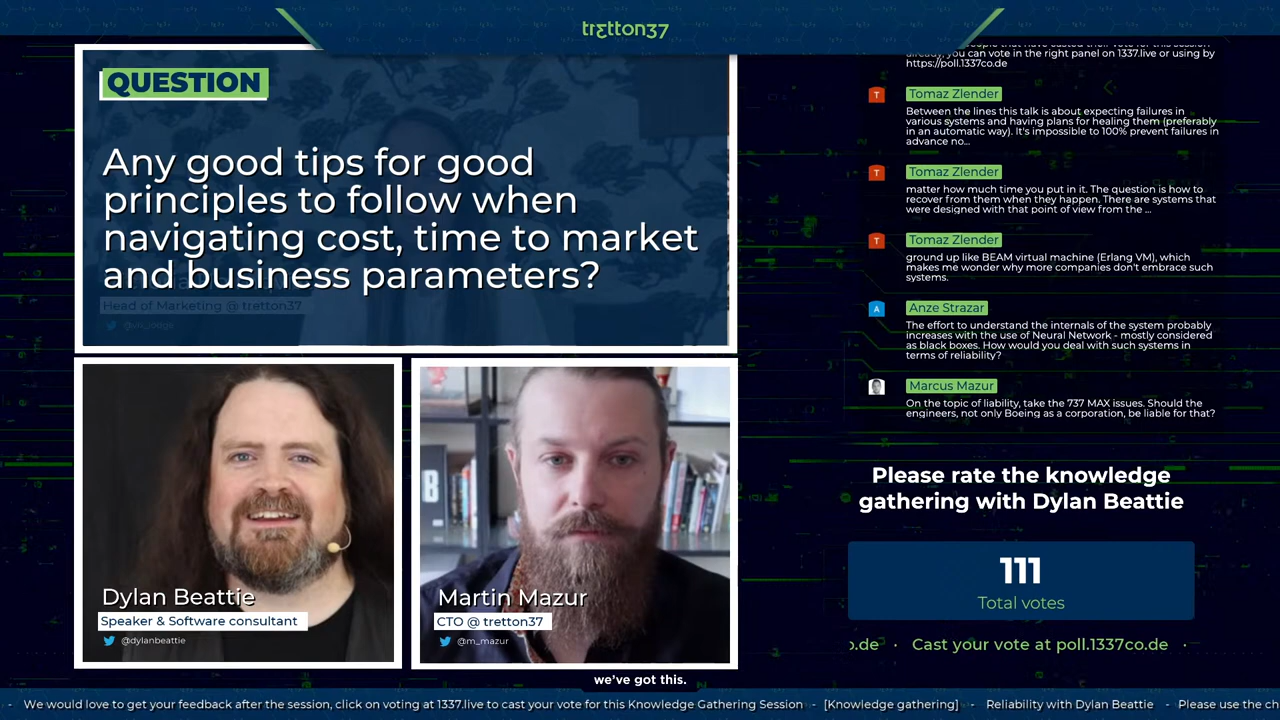 trετton37
QUESTION
Any good tips for good
principles to follow when
navigating cost, time to market
and business parameters?
Head of Marketing @ tretton37
Dylan Beattie
Speaker & Software consultant
@dylanbeattie
Martin Mazur
CTO @ tretton37
@m_mazur
already, you can vote in the right panel on 1337.live or using by
https://poll.1337co.de
T
Tomaz Zlender
Between the lines this talk is about expecting failures in
various systems and having plans for healing them (preferably
in an automatic way). It's impossible to 100% prevent failures in
advance no...
T
Tomaz Zlender
matter how much time you put in it. The question is how to
recover from them when they happen. There are systems that
were designed with that point of view from the ...
T
Tomaz Zlender
ground up like BEAM virtual machine (Erlang VM), which
makes me wonder why more companies don't embrace such
systems.
A
Anze Strazar
The effort to understand the internals of the system probably
increases with the use of Neural Network - mostly considered
as black boxes. How would you deal with such systems in
terms of reliability?
Marcus Mazur
On the topic of liability, take the 737 MAX issues. Should the
engineers, not only Boeing as a corporation, be liable for that?
Please rate the knowledge
gathering with Dylan Beattie
111
Total votes
o.de · Cast your vote at poll.1337co.de ·
we've got this.
- We would love to get your feedback after the session, click on voting at 1337.live to cast your vote for this Knowledge Gathering Session - [Knowledge gathering] - Reliability with Dylan Beattie - Please use the ch